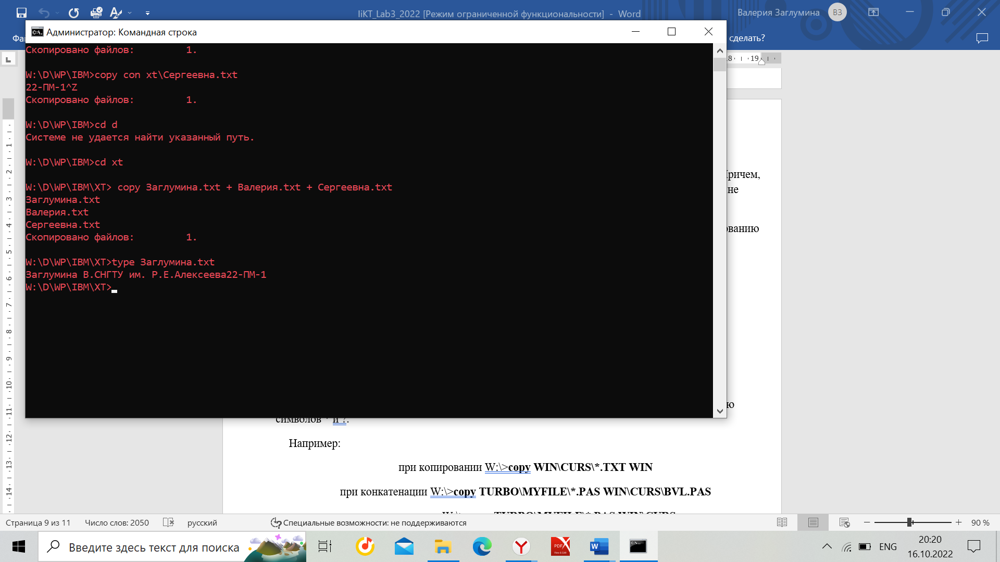 IiKT_Lab3_2022 [Режим ограниченной функциональности] - Word
Валерия Заглумина
ВЗ
Администратор: Командная строка
сделать?
Скопировано файлов: 1.
W:\D\WP\IBM>copy con xt\Сергеевна.txt
22-ПМ-1^Z
Скопировано файлов: 1.
W:\D\WP\IBM>cd d
Системе не удается найти указанный путь.
W:\D\WP\IBM>cd xt
W:\D\WP\IBM\XT> copy Заглумина.txt + Валерия.txt + Сергеевна.txt
Заглумина.txt
Валерия.txt
Сергеевна.txt
Скопировано файлов: 1.
W:\D\WP\IBM\XT>type Заглумина.txt
Заглумина В.СНГТУ им. Р.Е.Алексеева22-ПМ-1
W:\D\WP\IBM\XT>
не
символов * и ?.
Например:
при копировании W:\>copy WIN\CURS\*.TXT WIN
при конкатенации W:\>copy TURBO\MYFILE\*.PAS WIN\CURS\BVL.PAS
Страница 9 из 11 Число слов: 2050 русский Специальные возможности: не поддерживаются 90 %
Введите здесь текст для поиска
ENG
20:20
16.10.2022